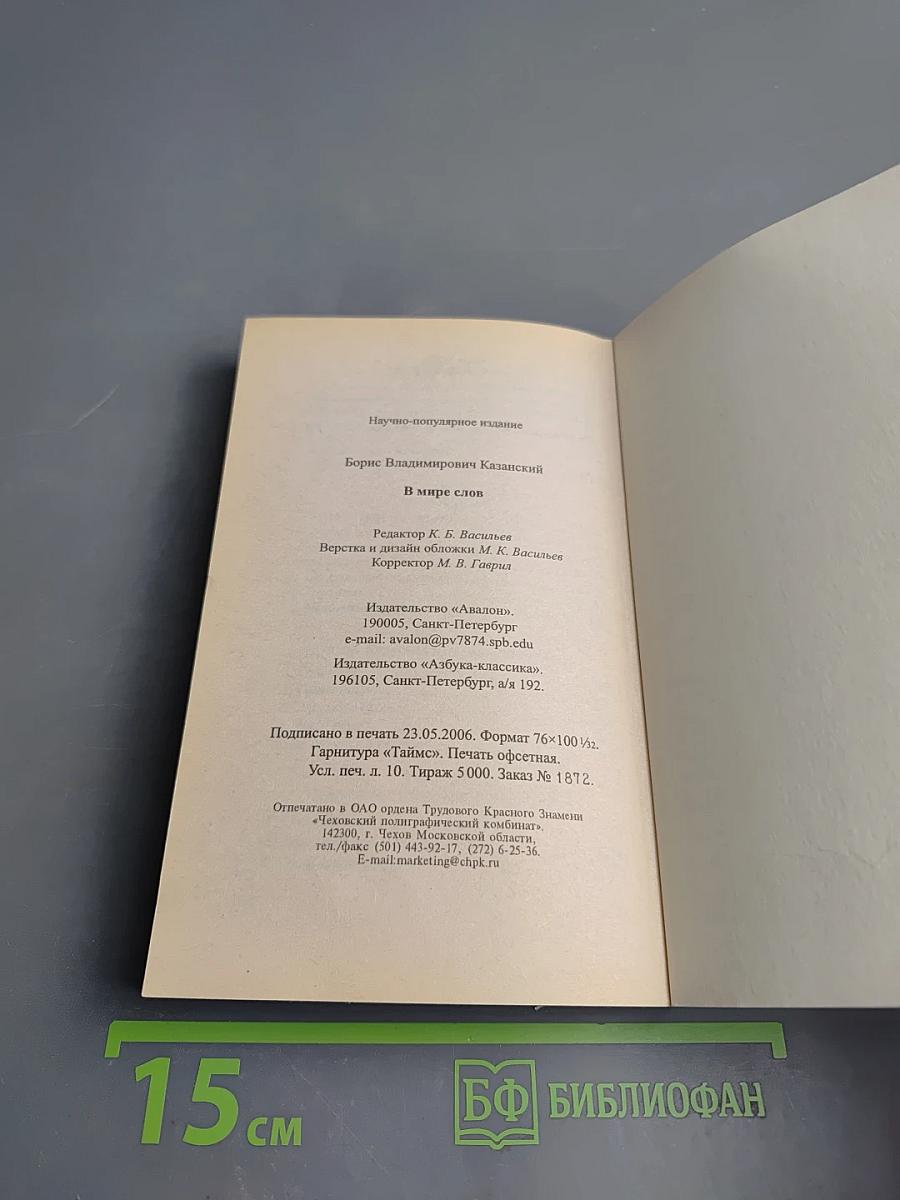 Научно-популярное издание
Борис Владимирович Казанский
В мире слов
Редактор К. Б. Васильев
Верстка и дизайн обложки М. К. Васильев
Корректор М. В. Гаврил
Издательство «Авалон».
190005, Санкт-Петербург
e-mail: avalon@pv7874.spb.edu
Издательство «Азбука-классика».
196105, Санкт-Петербург, а/я 192.
Подписано в печать 23.05.2006. Формат 76×100 1/32.
Гарнитура «Таймс». Печать офсетная.
Усл. печ. л. 10. Тираж 5000. Заказ № 1872.
Отпечатано в ОАО ордена Трудового Красного Знамени
«Чеховский полиграфический комбинат».
142300, г. Чехов Московской области,
тел./факс (501) 443-92-17, (272) 6-25-36.
E-mail:marketing@chpk.ru
15 см
БФ БИБЛИОФАН